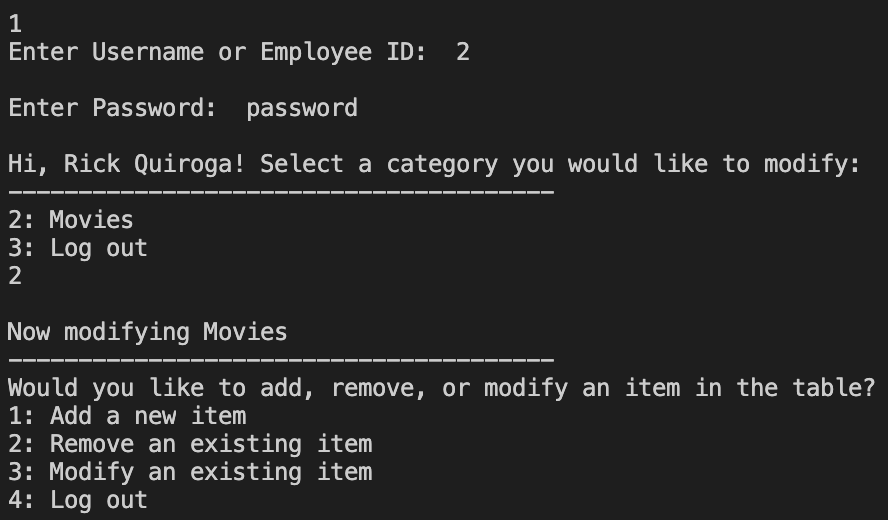 1
Enter Username or Employee ID:  2
Enter Password:  password
Hi, Rick Quiroga! Select a category you would like to modify:
---------------------------------------
2: Movies
3: Log out
2
Now modifying Movies
---------------------------------------
Would you like to add, remove, or modify an item in the table?
1: Add a new item
2: Remove an existing item
3: Modify an existing item
4: Log out